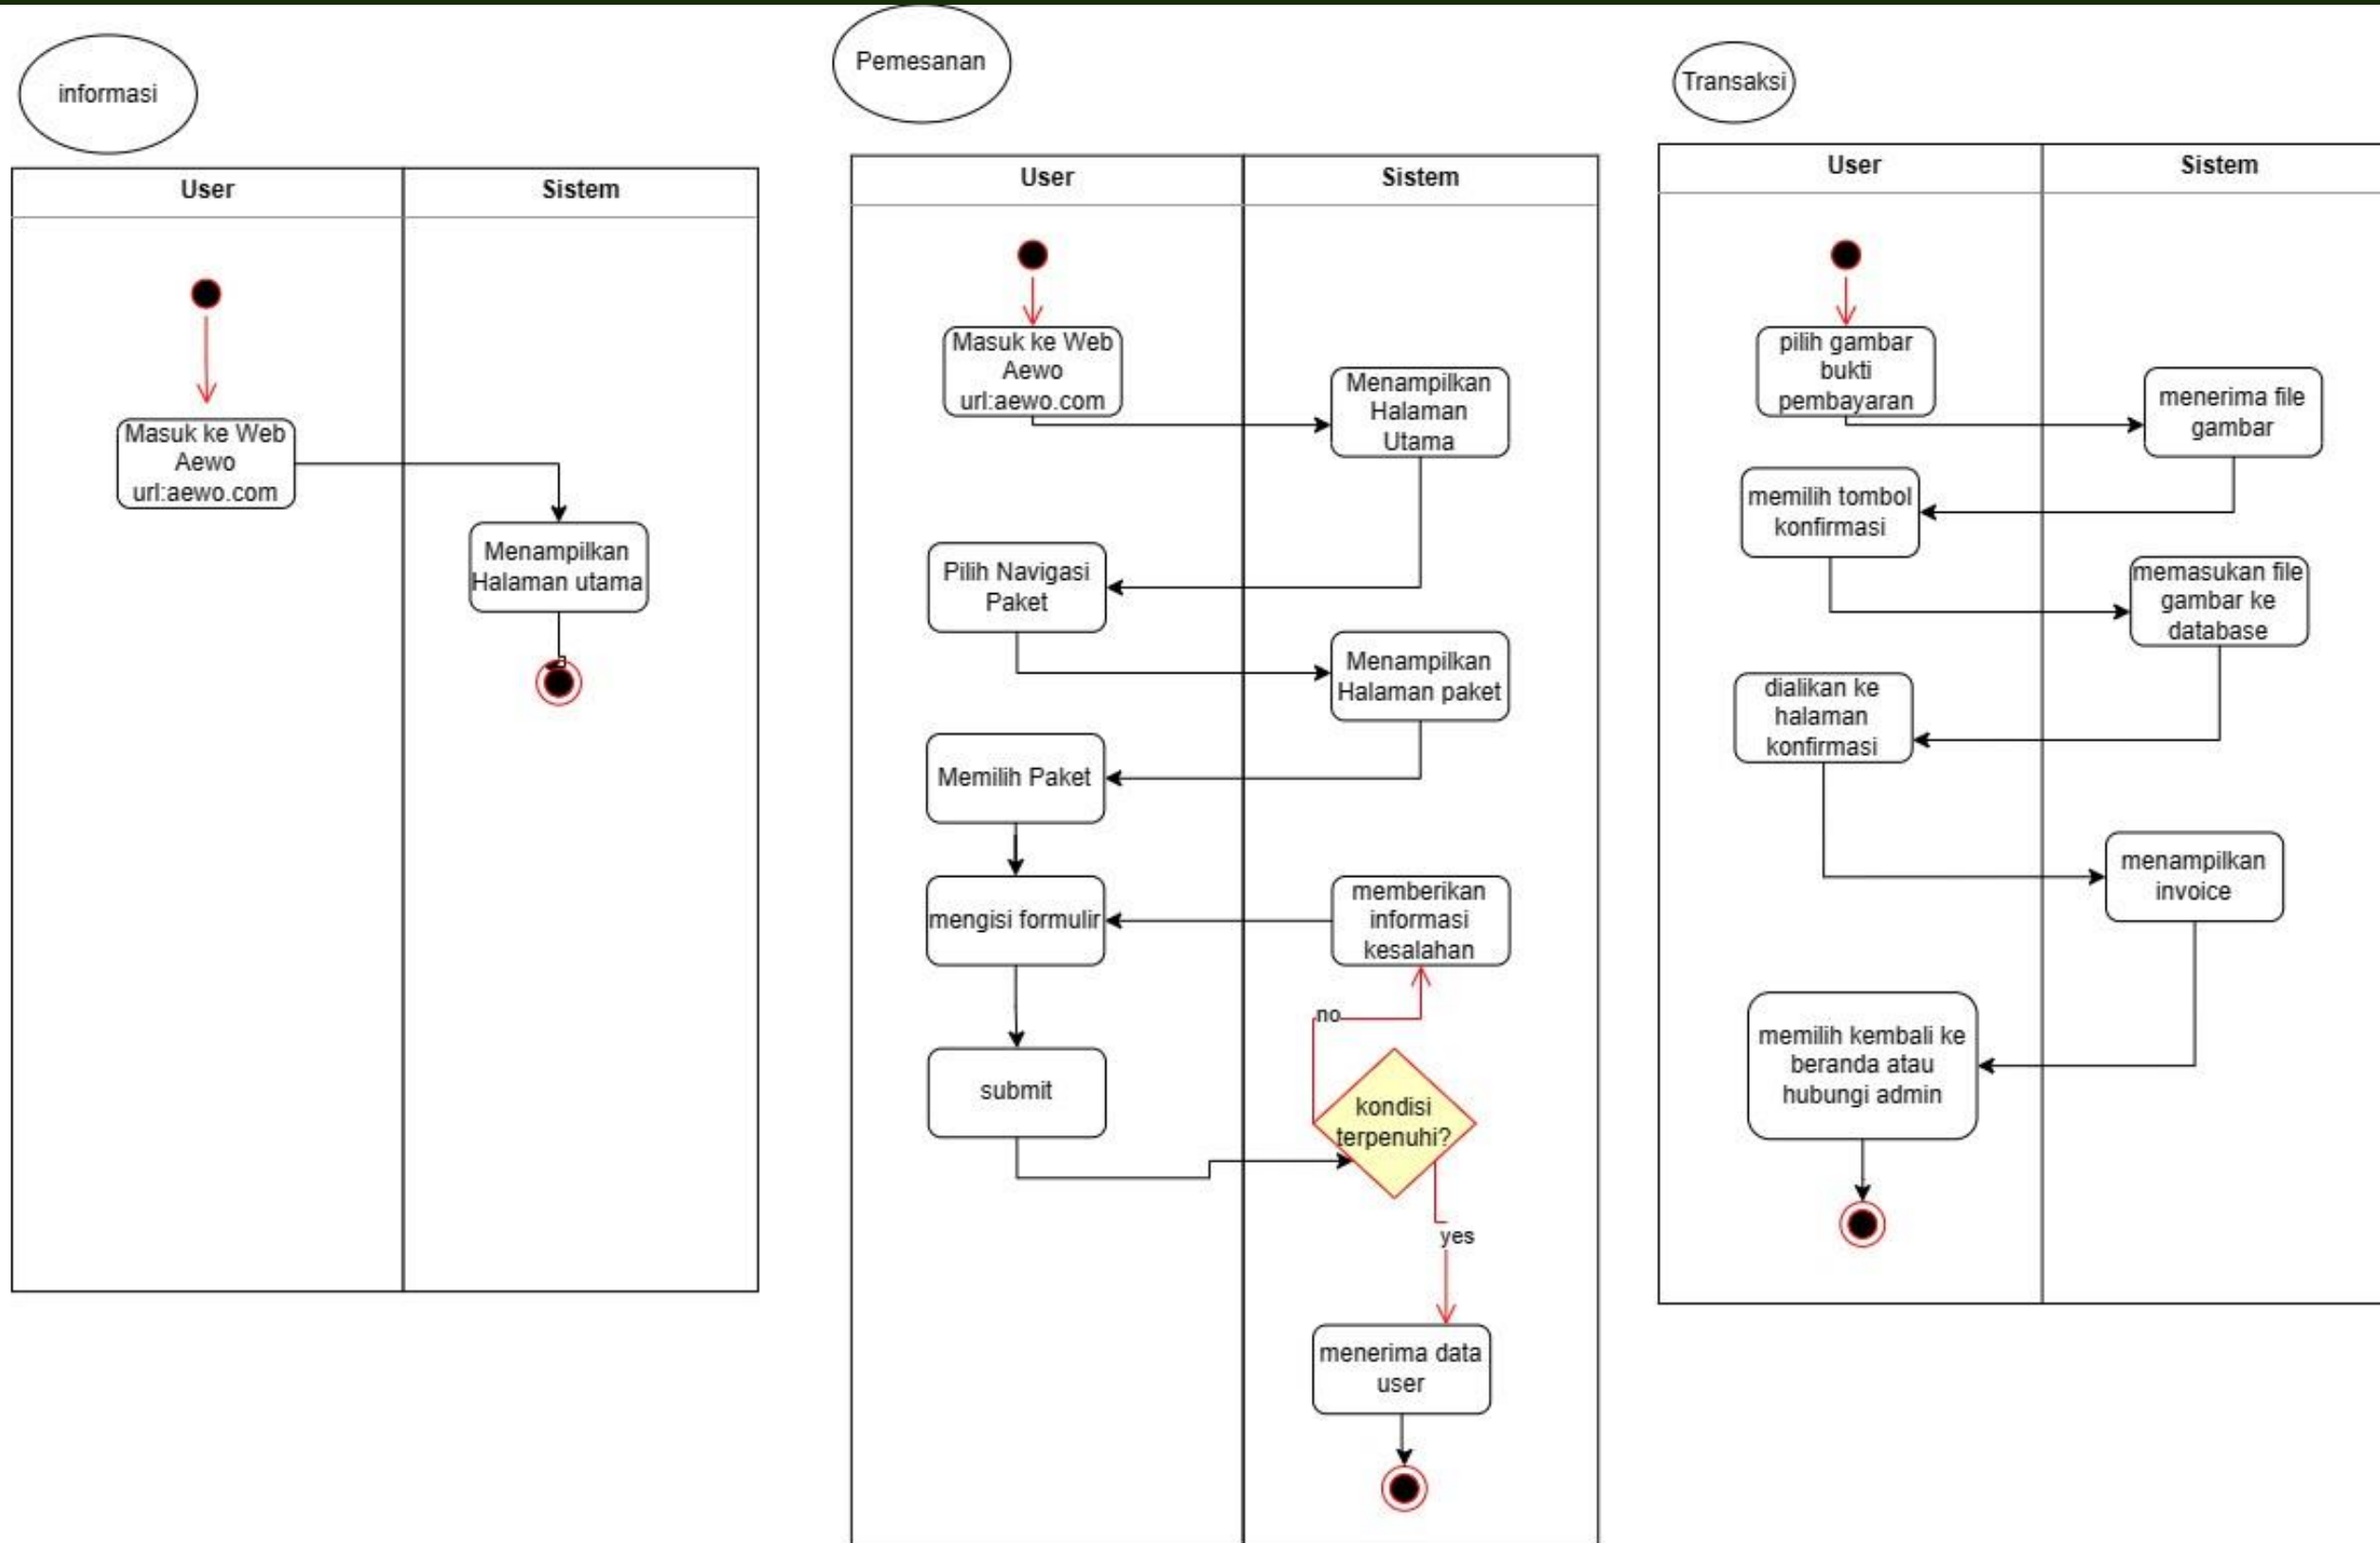 informasi
User
Sistem
Masuk ke Web
Aewo
url:aewo.com
Menampilkan
Halaman utama
Pemesanan
User
Sistem
Masuk ke Web
Aewo
url:aewo.com
Menampilkan
Halaman
Utama
Pilih Navigasi
Paket
Menampilkan
Halaman paket
Memilih Paket
mengisi formulir
memberikan
informasi
kesalahan
no
submit
kondisi
terpenuhi?
yes
menerima data
user
Transaksi
User
Sistem
pilih gambar
bukti
pembayaran
menerima file
gambar
memilih tombol
konfirmasi
memasukan file
gambar ke
database
dialikan ke
halaman
konfirmasi
menampilkan
invoice
memilih kembali ke
beranda atau
hubungi admin